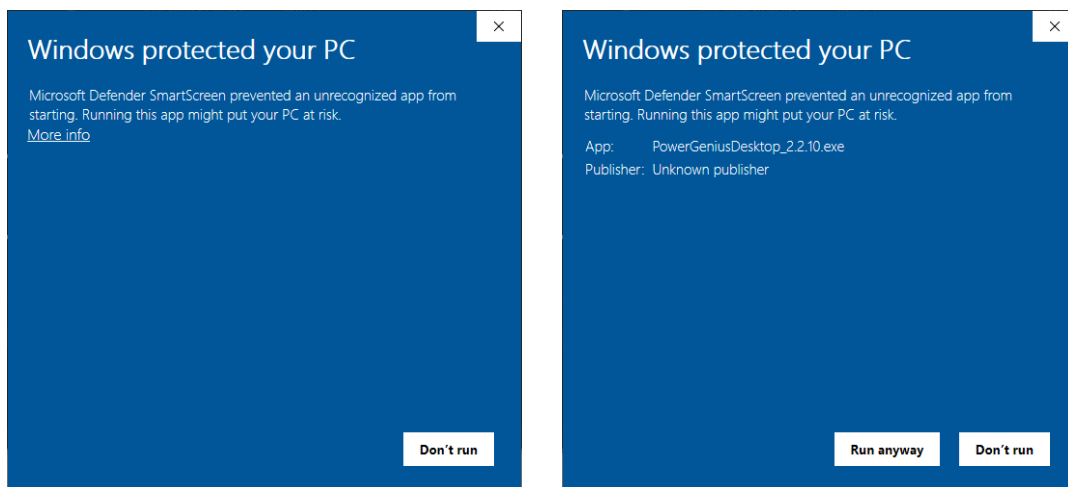 Windows protected your PC
Microsoft Defender SmartScreen prevented an unrecognized app from
starting. Running this app might put your PC at risk.
More info
Don't run
Windows protected your PC
Microsoft Defender SmartScreen prevented an unrecognized app from
starting. Running this app might put your PC at risk.
App: PowerGeniusDesktop_2.2.10.exe
Publisher: Unknown publisher
Run anyway Don't run